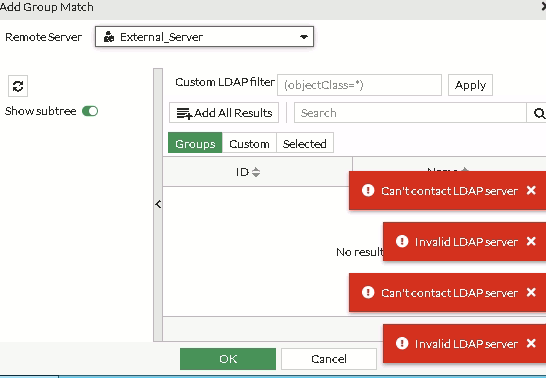 Add Group Match
Remote Server External_Server
Custom LDAP filter (objectClass=*) Apply
Show subtree
Add All Results Search
Groups Custom Selected
ID Name
Can't contact LDAP server
Invalid LDAP server
No result
Can't contact LDAP server
Invalid LDAP server
OK Cancel